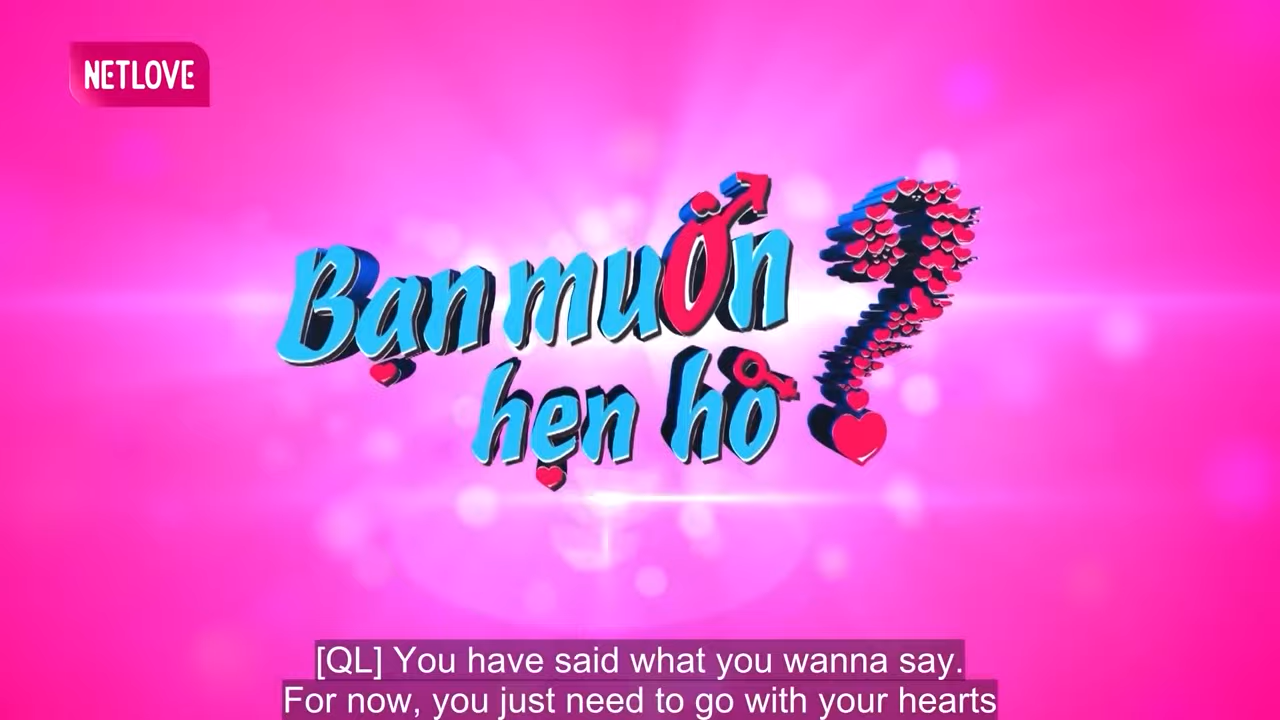 NETLOVE
Bạn muốn
hẹn hò ?
[QL] You have said what you wanna say.
For now, you just need to go with your hearts